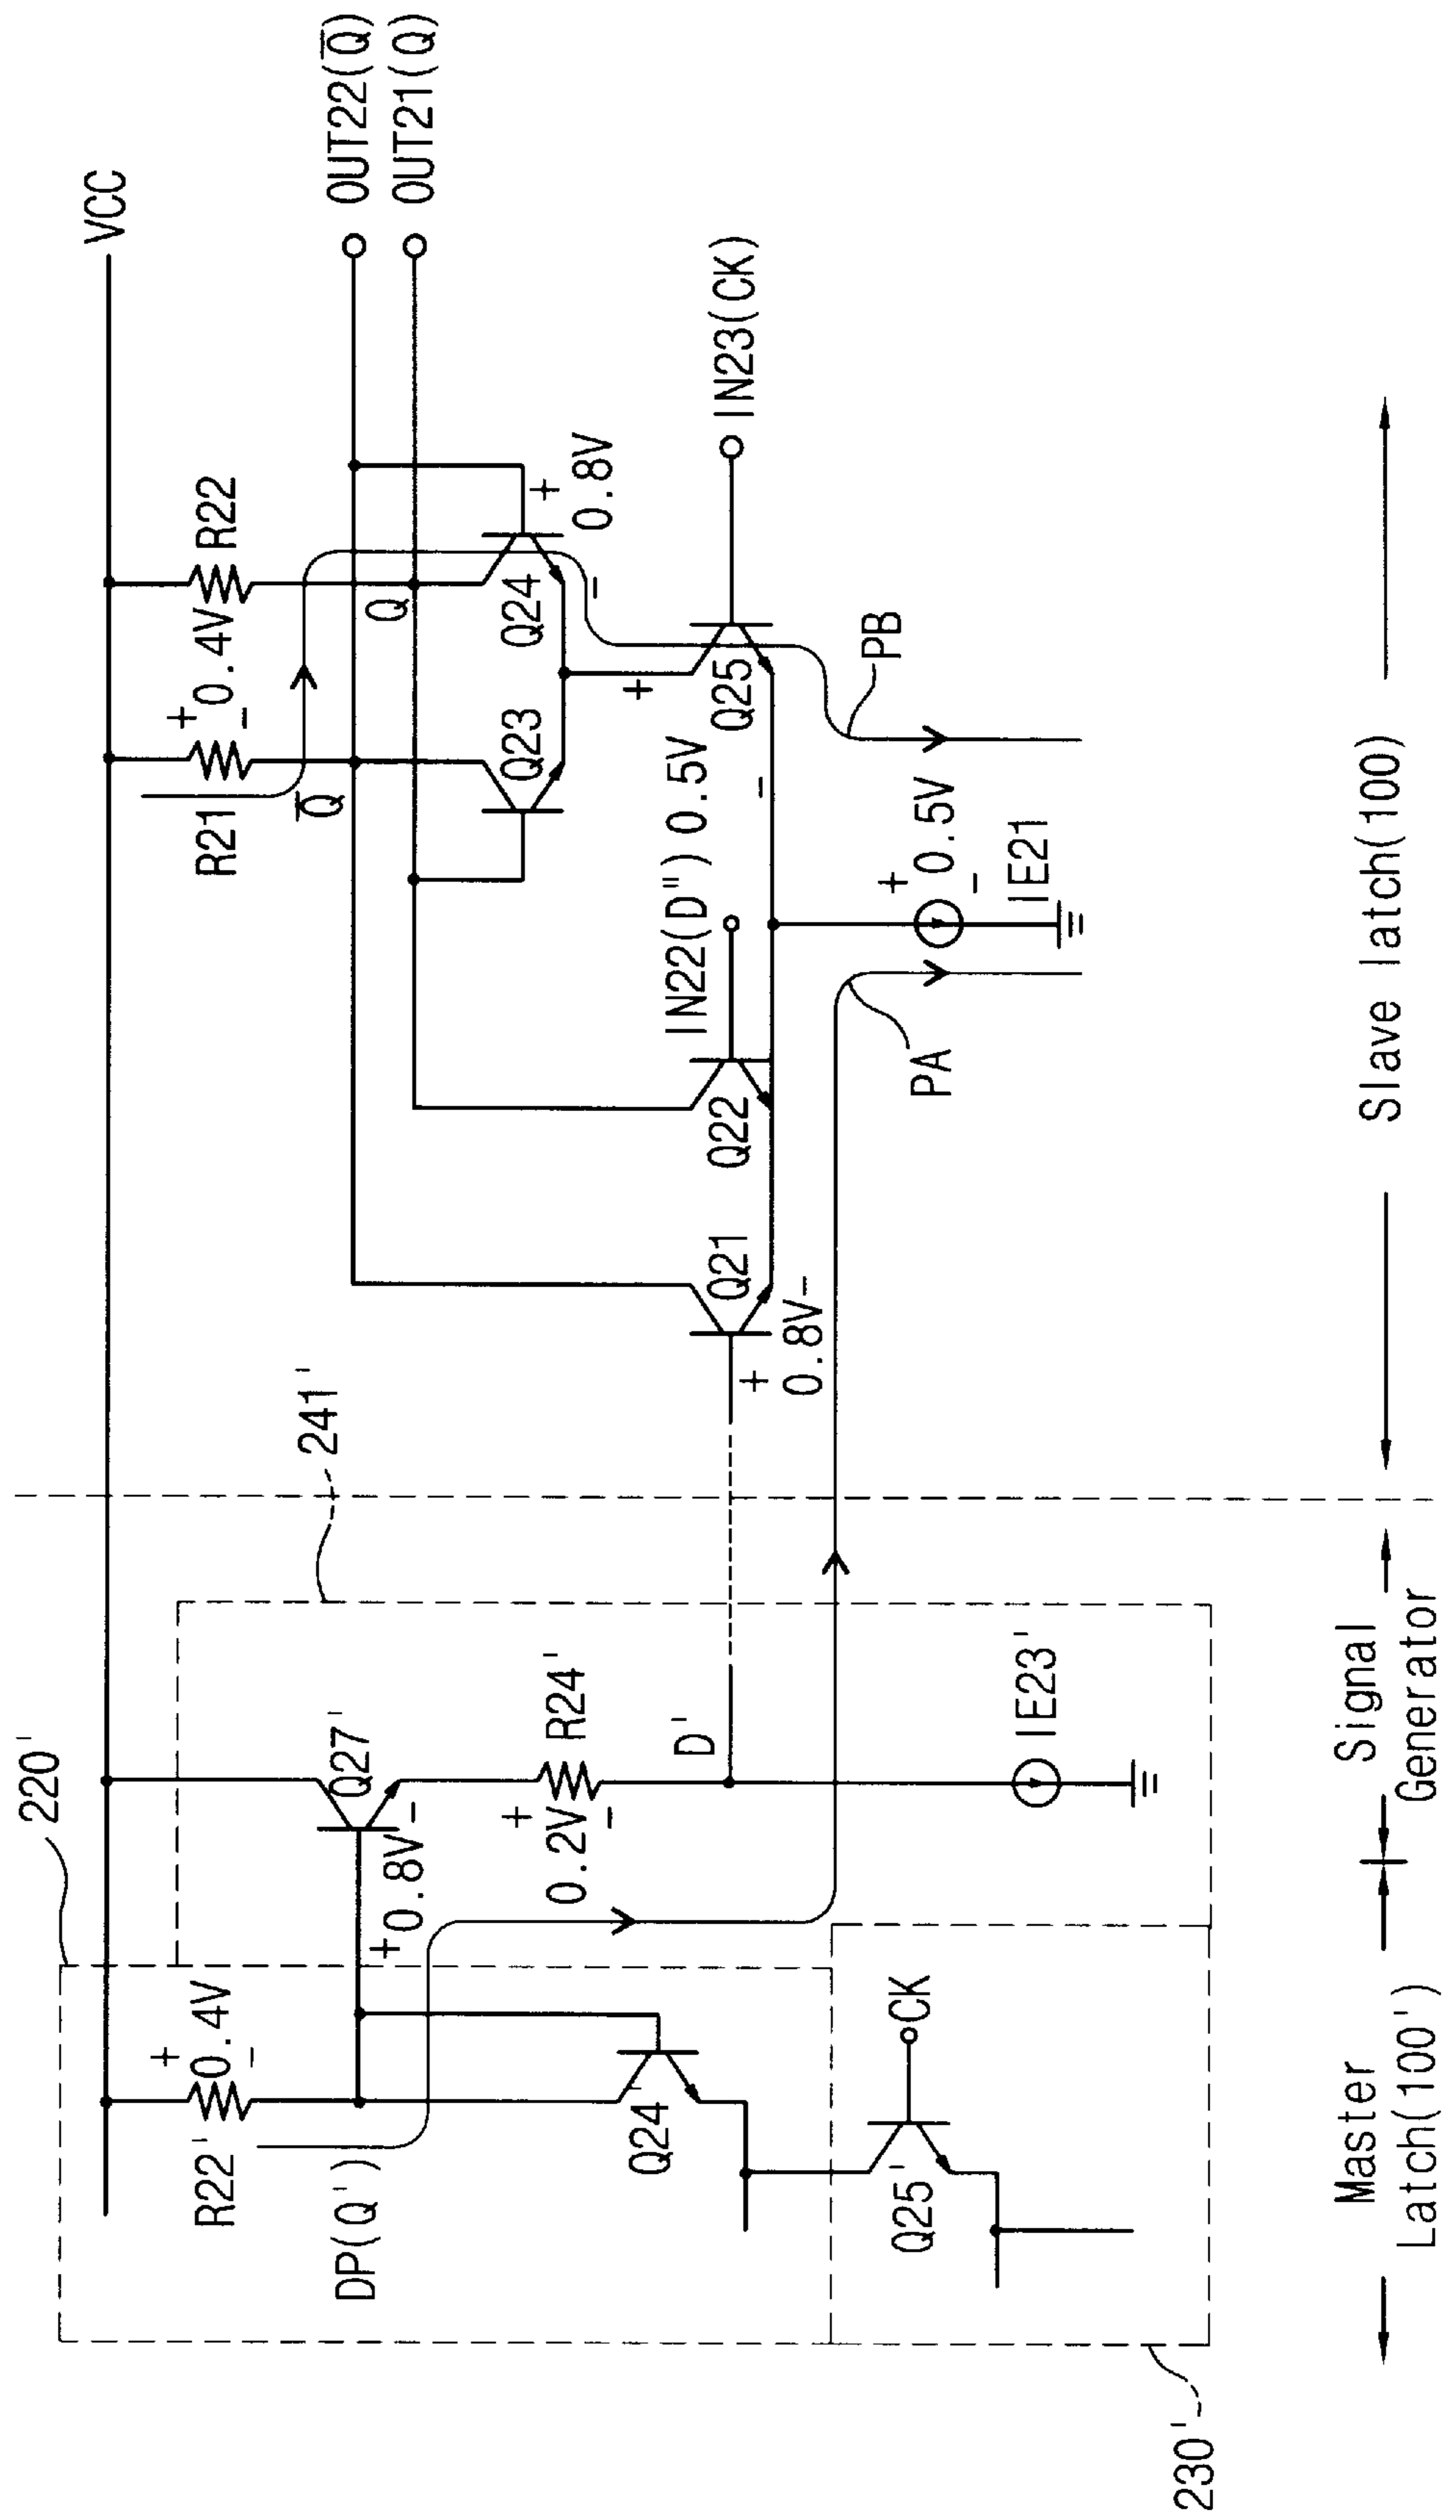 VCC
OUT22(Q̅)
OUT21(Q)
220'
241'
R22'
+
0.4V
−
DP(Q')
Q27'
+
0.8V
−
R24'
+
0.2V
−
D'
IE23'
Q24'
Q25'
CK
230'
R21
+
0.4V
−
R22
Q̅
Q
Q23
Q24
+
0.8V
−
Q21
+
0.8V
−
Q22
IN22(D")
+
0.5V
−
Q25
IN23(CK)
PA
PB
+
0.5V
−
IE21
Master
Latch(100')
Signal
Generator
Slave latch(100)